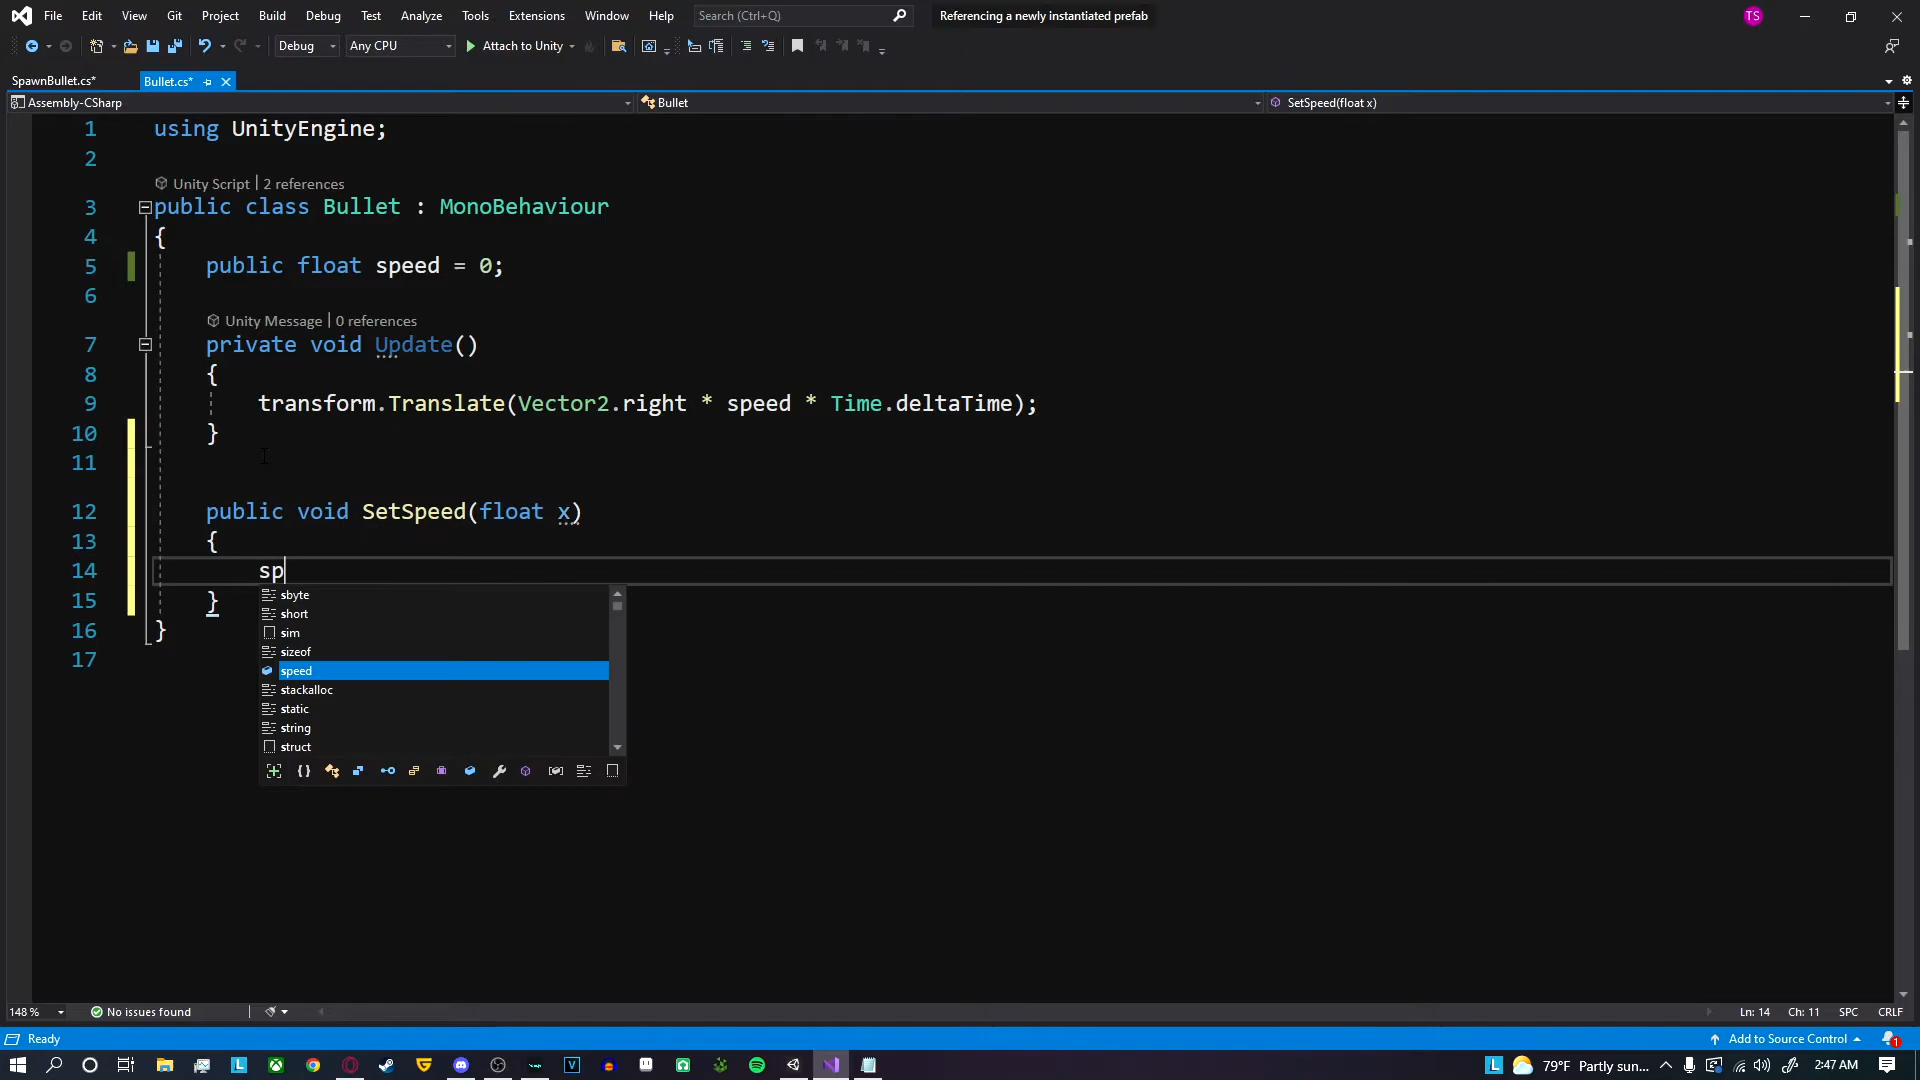 File Edit View Git Project Build Debug Test Analyze Tools Extensions Window Help Search (Ctrl+Q) Referencing a newly instantiated prefab TS
Debug Any CPU Attach to Unity
SpawnBullet.cs* Bullet.cs*
Assembly-CSharp Bullet SetSpeed(float x)
1 using UnityEngine;
2
Unity Script | 2 references
3 public class Bullet : MonoBehaviour
4 {
5 public float speed = 0;
6
Unity Message | 0 references
7 private void Update()
8 {
9 transform.Translate(Vector2.right * speed * Time.deltaTime);
10 }
11
12 public void SetSpeed(float x)
13 {
14 sp
15 }
16 }
17
sbyte
short
sim
sizeof
speed
stackalloc
static
string
struct
148 % No issues found Ln: 14 Ch: 11 SPC CRLF
Ready Add to Source Control 1
79°F Partly sun... 2:47 AM